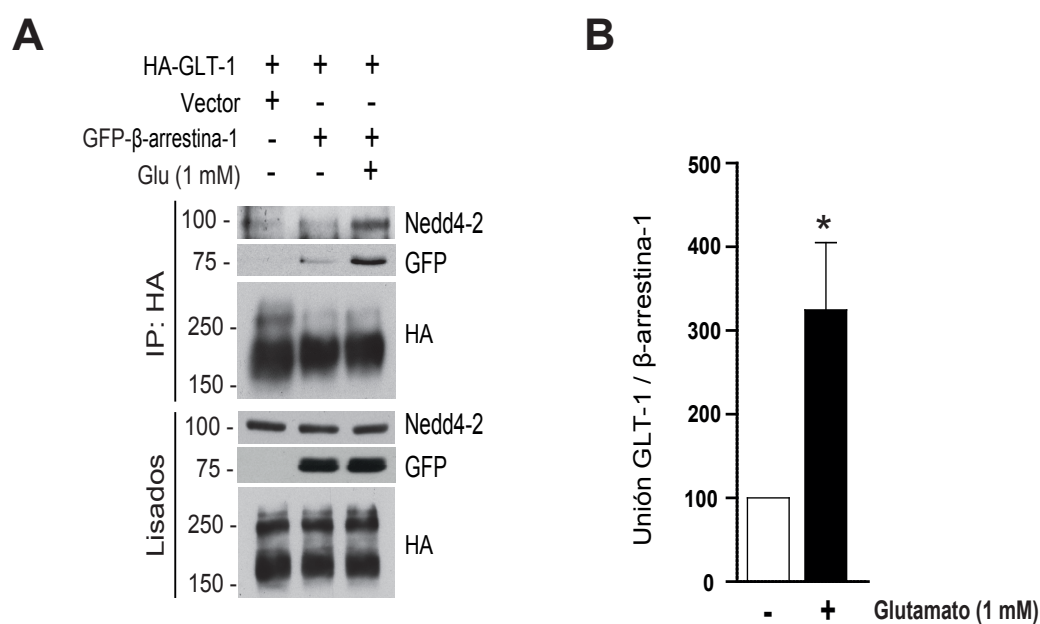 A
HA-GLT-1 + + +
Vector + - -
GFP-β-arrestina-1 - + +
Glu (1 mM) - - +
IP: HA
100 - Nedd4-2
75 - GFP
250 - HA
150 -
Lisados
100 - Nedd4-2
75 - GFP
250 - HA
150 -
B
Unión GLT-1 / β-arrestina-1
500
400
300
200
100
0
*
- + Glutamato (1 mM)